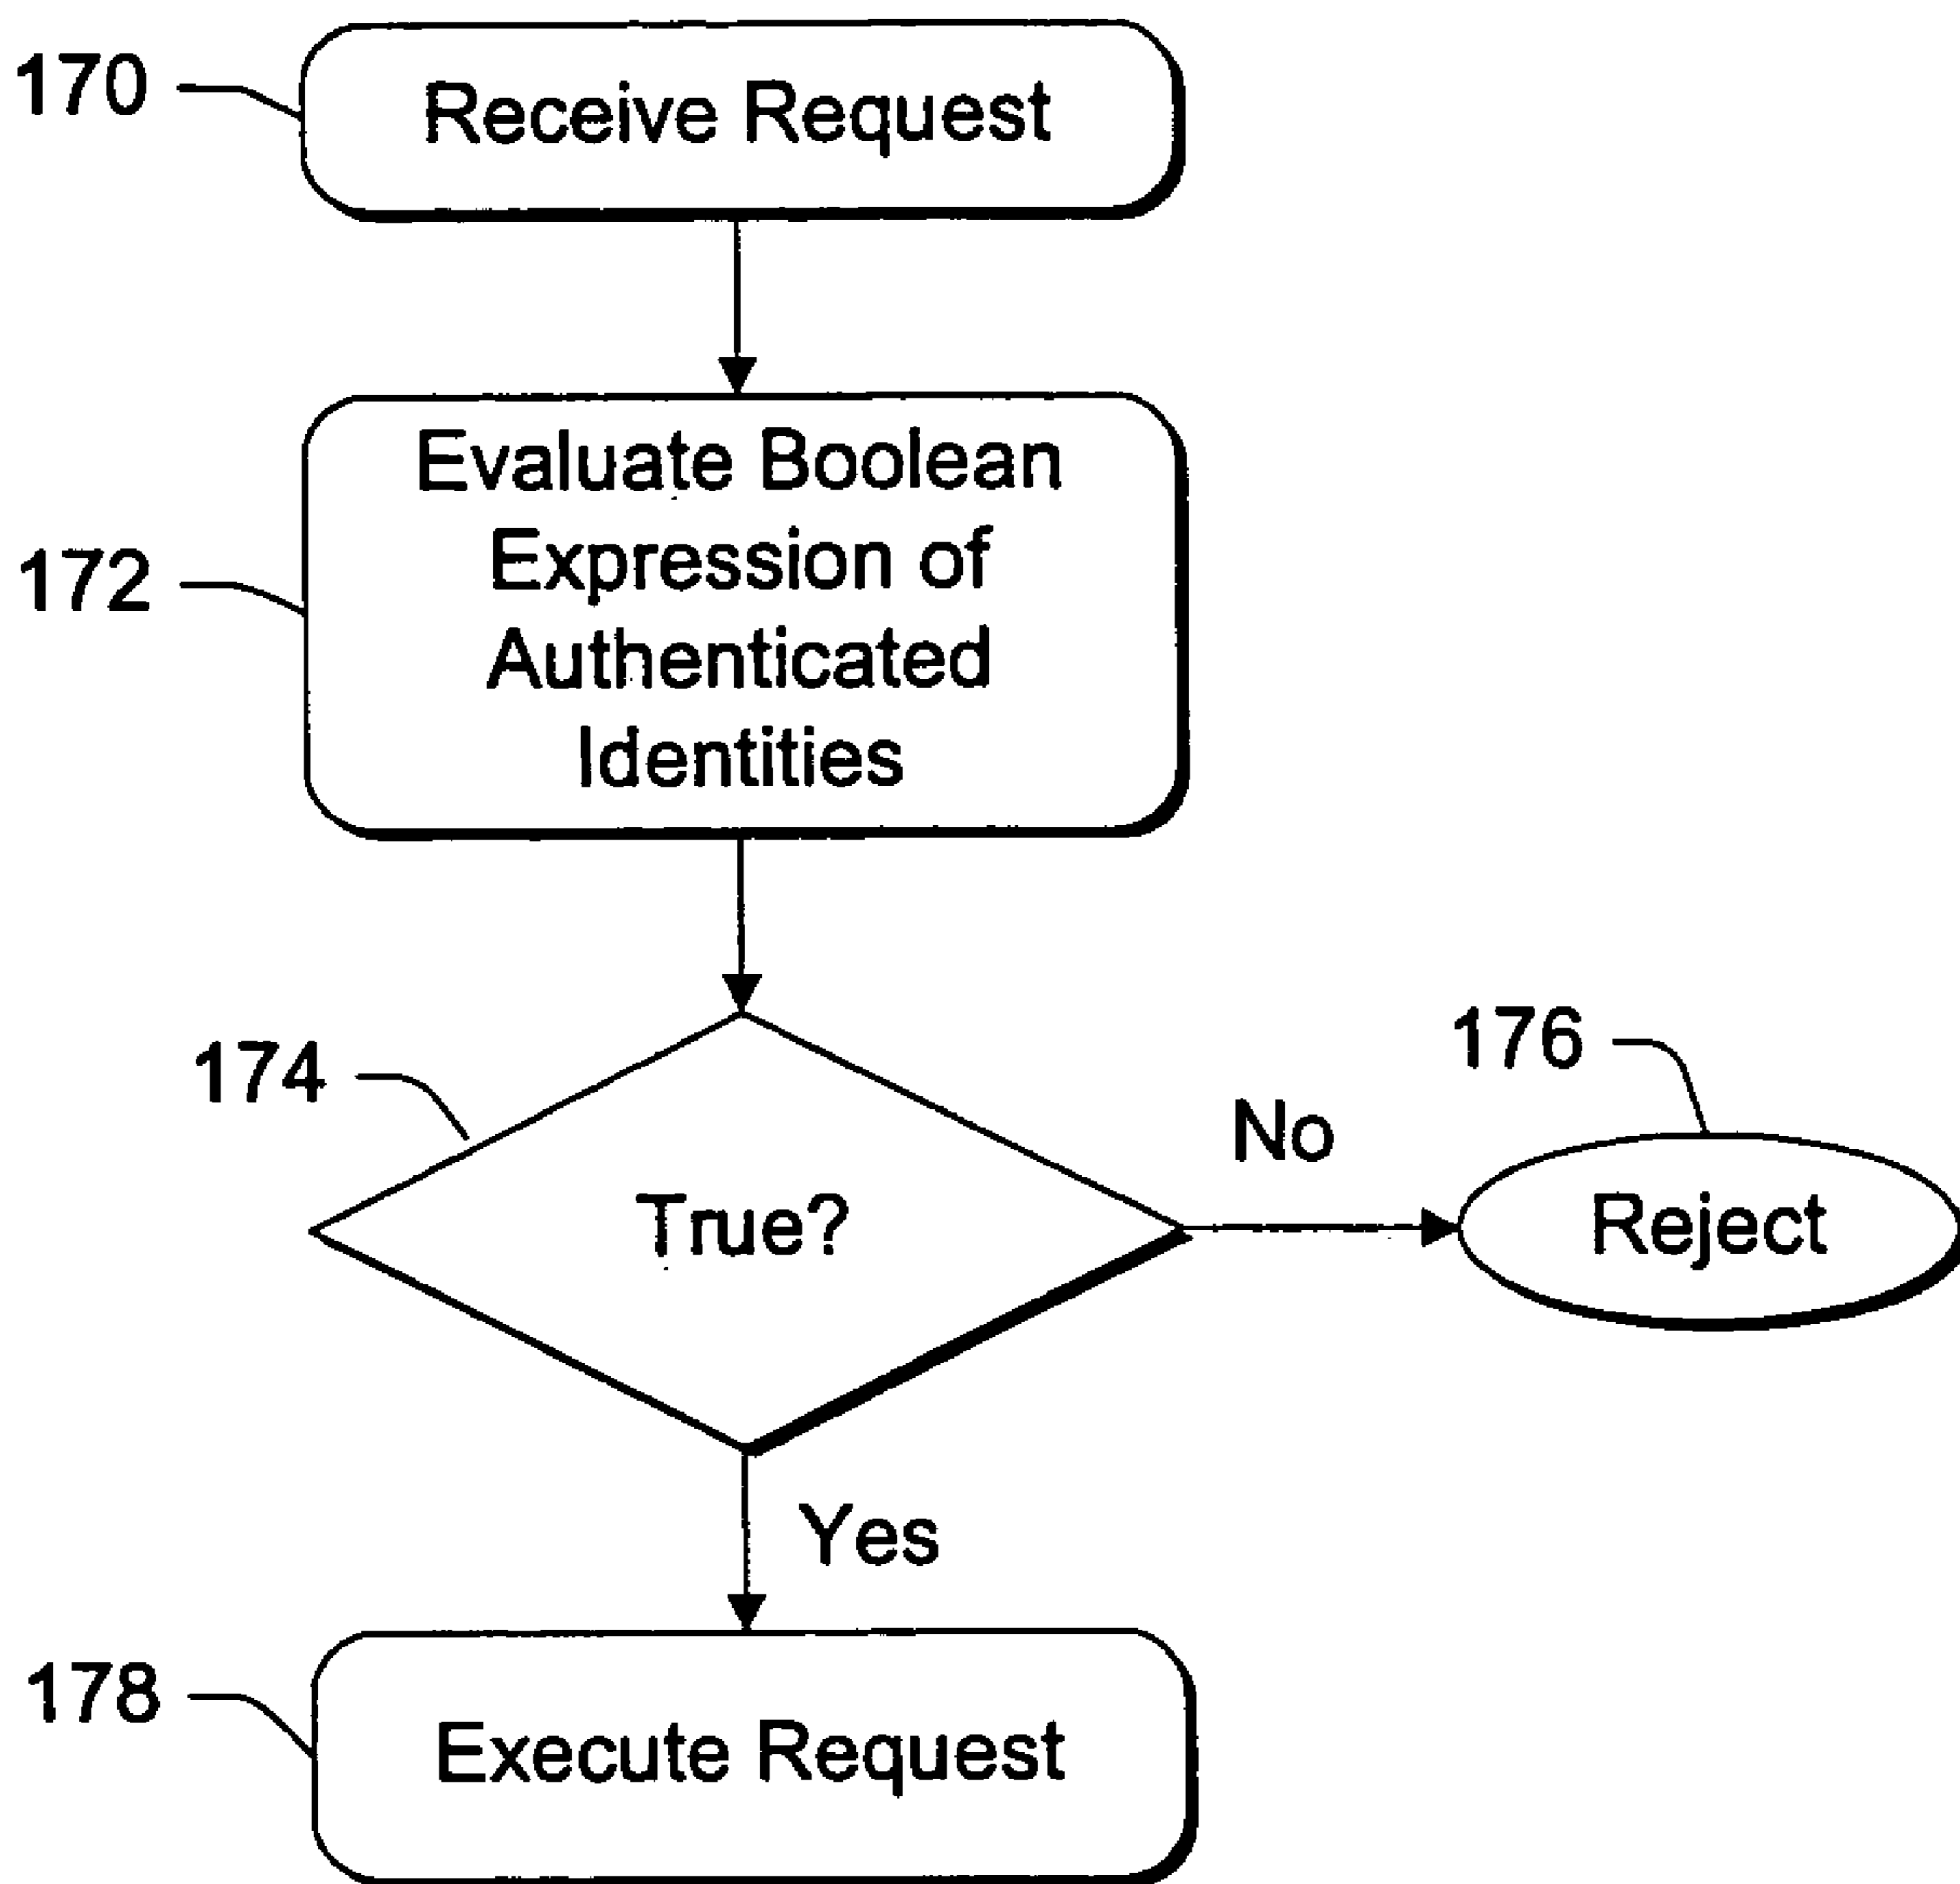 170
Receive Request
172
Evaluate Boolean
Expression of
Authenticated
Identities
174
True?
No
176
Reject
Yes
178
Execute Request